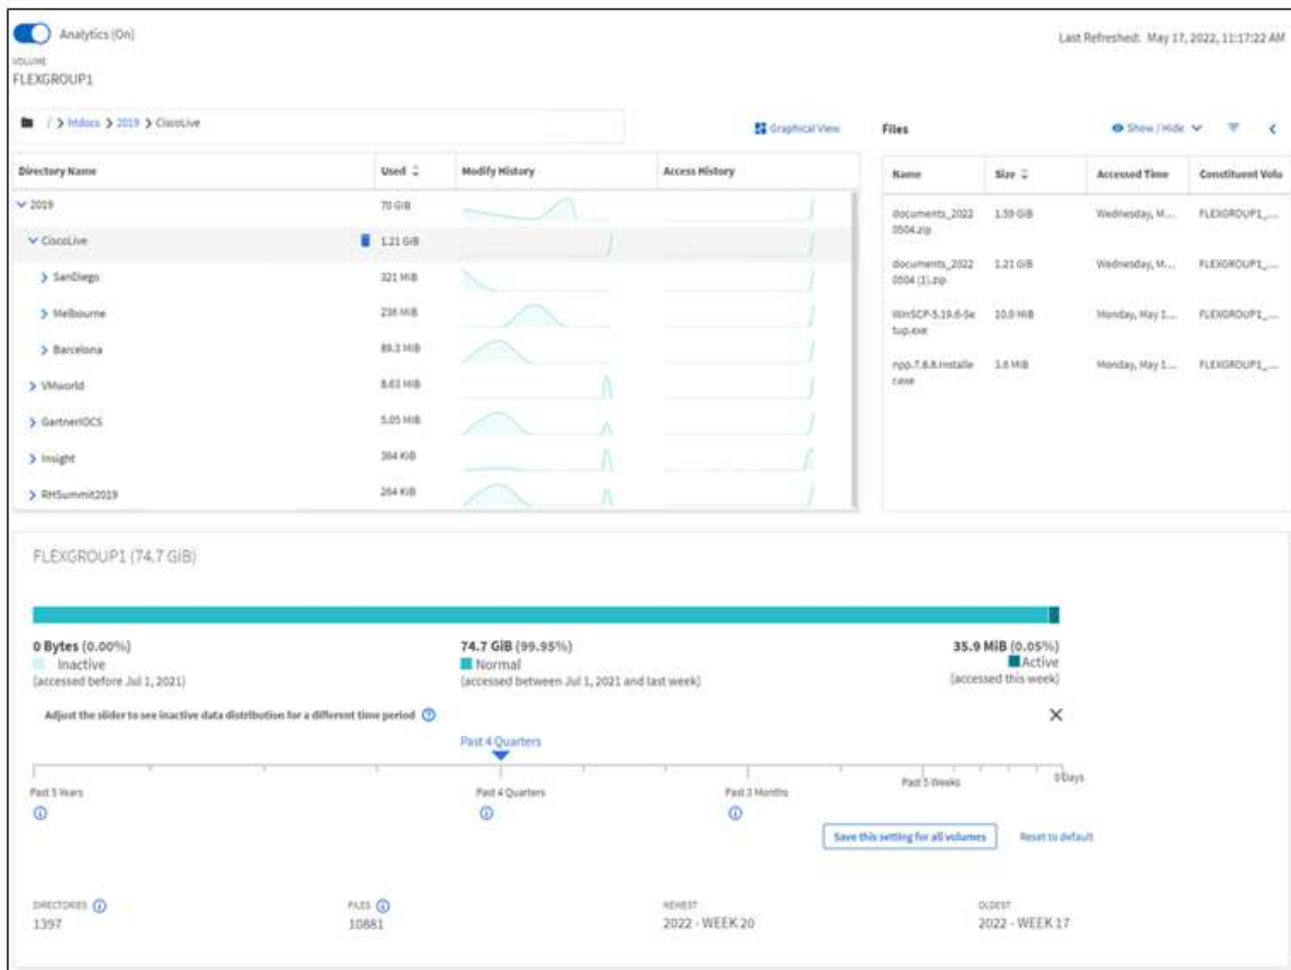 Analytics (On)
Last Refreshed: May 17, 2022, 11:17:22 AM
VOLUME
FLEXGROUP1
/ > htdocs > 2019 > CiscoLive
Graphical View
Files
Show / Hide
Directory Name Used Modify History Access History
Name Size Accessed Time Constituent Volu
2019 70 GiB
CiscoLive 1.21 GiB
SanDiego 321 MiB
Melbourne 236 MiB
Barcelona 89.3 MiB
VMworld 8.63 MiB
GartnerIOCS 5.05 MiB
Insight 364 KiB
RHSummit2019 264 KiB
documents_2022 1.59 GiB Wednesday, M... FLEXGROUP1_...
0504.zip
documents_2022 1.21 GiB Wednesday, M... FLEXGROUP1_...
0504 (1).zip
WinSCP-5.19.6-Se 10.9 MiB Monday, May 1... FLEXGROUP1_...
tup.exe
npp.7.8.8.Installe 3.6 MiB Monday, May 1... FLEXGROUP1_...
r.exe
FLEXGROUP1 (74.7 GiB)
0 Bytes (0.00%)
Inactive
(accessed before Jul 1, 2021)
74.7 GiB (99.95%)
Normal
(accessed between Jul 1, 2021 and last week)
35.9 MiB (0.05%)
Active
(accessed this week)
Adjust the slider to see inactive data distribution for a different time period
Past 4 Quarters
Past 5 Years
Past 4 Quarters
Past 3 Months
Past 5 Weeks
0 Days
Save this setting for all volumes
Reset to default
DIRECTORIES
1397
FILES
10881
NEWEST
2022 - WEEK 20
OLDEST
2022 - WEEK 17